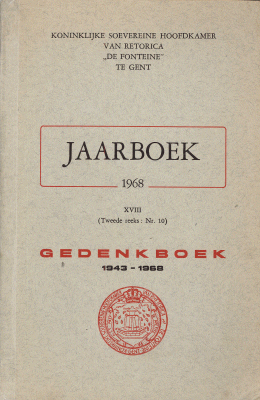 KONINKLIJKE SOEVEREINE HOOFDKAMER
VAN RETORICA
„DE FONTEINE"
TE GENT
JAARBOEK
1968
XVIII
(Tweede reeks: Nr. 10)
GEDENKBOEK
1943 - 1968